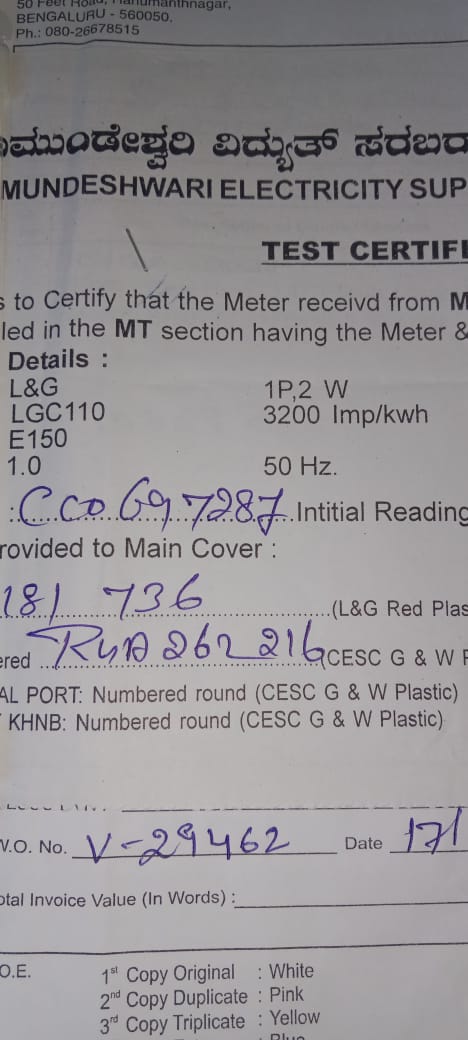 50 Feet Road, Hanumanthnagar,
BENGALURU - 560050.
Ph.: 080-26678515
ಾಮುಂಡೇಶ್ವರಿ ವಿದ್ಯುತ್ ಸರಬರ
MUNDESHWARI ELECTRICITY SUP
TEST CERTIFI
s to Certify that the Meter receivd from M
led in the MT section having the Meter &
Details :
L&G 1P,2 W
LGC110 3200 Imp/kwh
E150
1.0 50 Hz.
: CCO697287 Intitial Reading
rovided to Main Cover :
181 736 (L&G Red Plas
ered 262216 (CESC G & W P
AL PORT: Numbered round (CESC G & W Plastic)
KHNB: Numbered round (CESC G & W Plastic)
V.O. No. V-29462 Date 17/
otal Invoice Value (In Words) :
O.E. 1st Copy Original : White
2nd Copy Duplicate : Pink
3rd Copy Triplicate : Yellow
: Blue